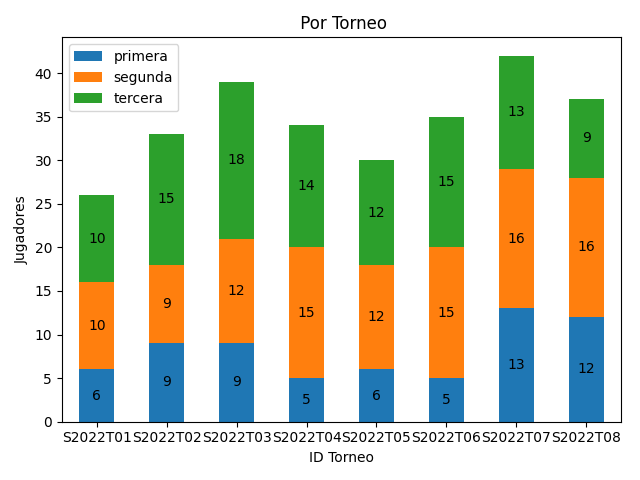 Por Torneo
primera
segunda
tercera
Jugadores
40
35
30
25
20
15
10
5
0
10 15 18 14 12 15 13 9
10 9 12 15 12 15 16 16
6 9 9 5 6 5 13 12
S2022T01 S2022T02 S2022T03 S2022T04 S2022T05 S2022T06 S2022T07 S2022T08
ID Torneo